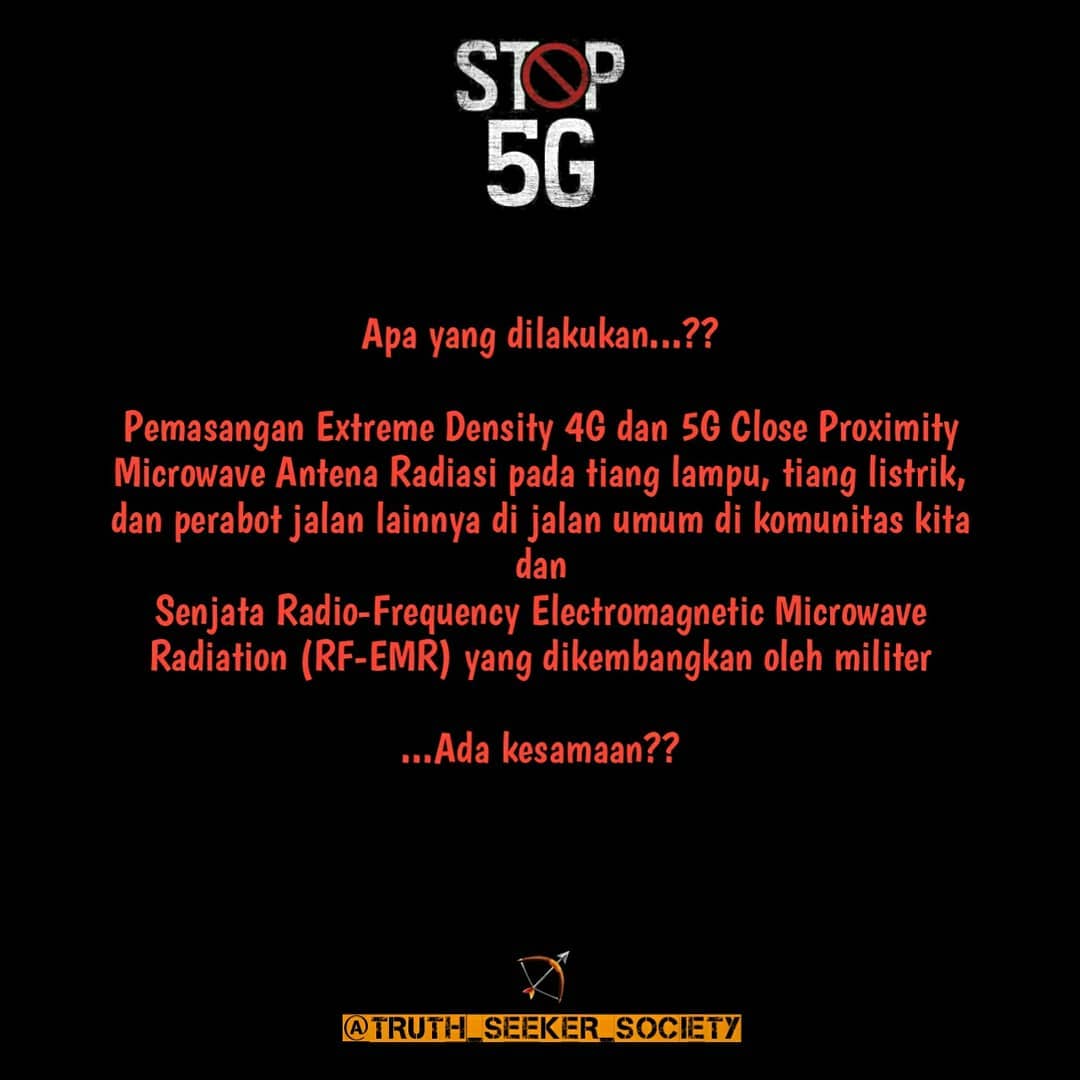 STOP
5G
Apa yang dilakukan...??
Pemasangan Extreme Density 4G dan 5G Close Proximity
Microwave Antena Radiasi pada tiang lampu, tiang listrik,
dan perabot jalan lainnya di jalan umum di komunitas kita
dan
Senjata Radio-Frequency Electromagnetic Microwave
Radiation (RF-EMR) yang dikembangkan oleh militer
...Ada kesamaan??
@TRUTH_SEEKER_SOCIETY